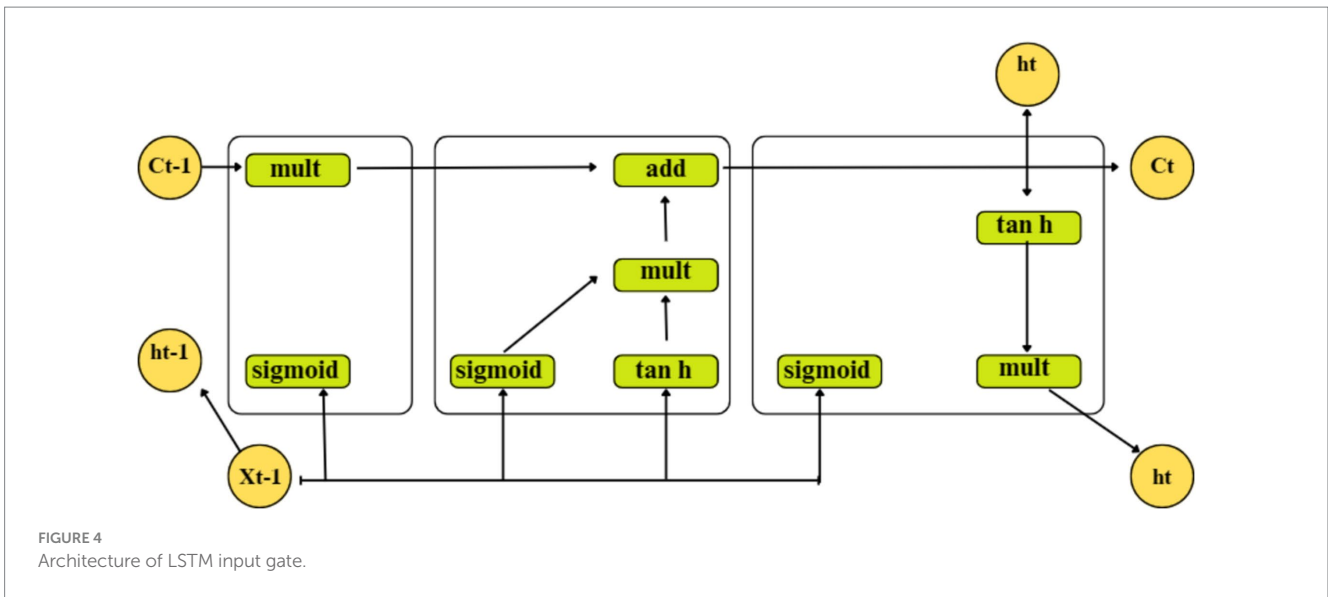 ht
Ct-1
mult
add
Ct
tan h
mult
ht-1
sigmoid
sigmoid
tan h
sigmoid
mult
Xt-1
ht
FIGURE 4
Architecture of LSTM input gate.